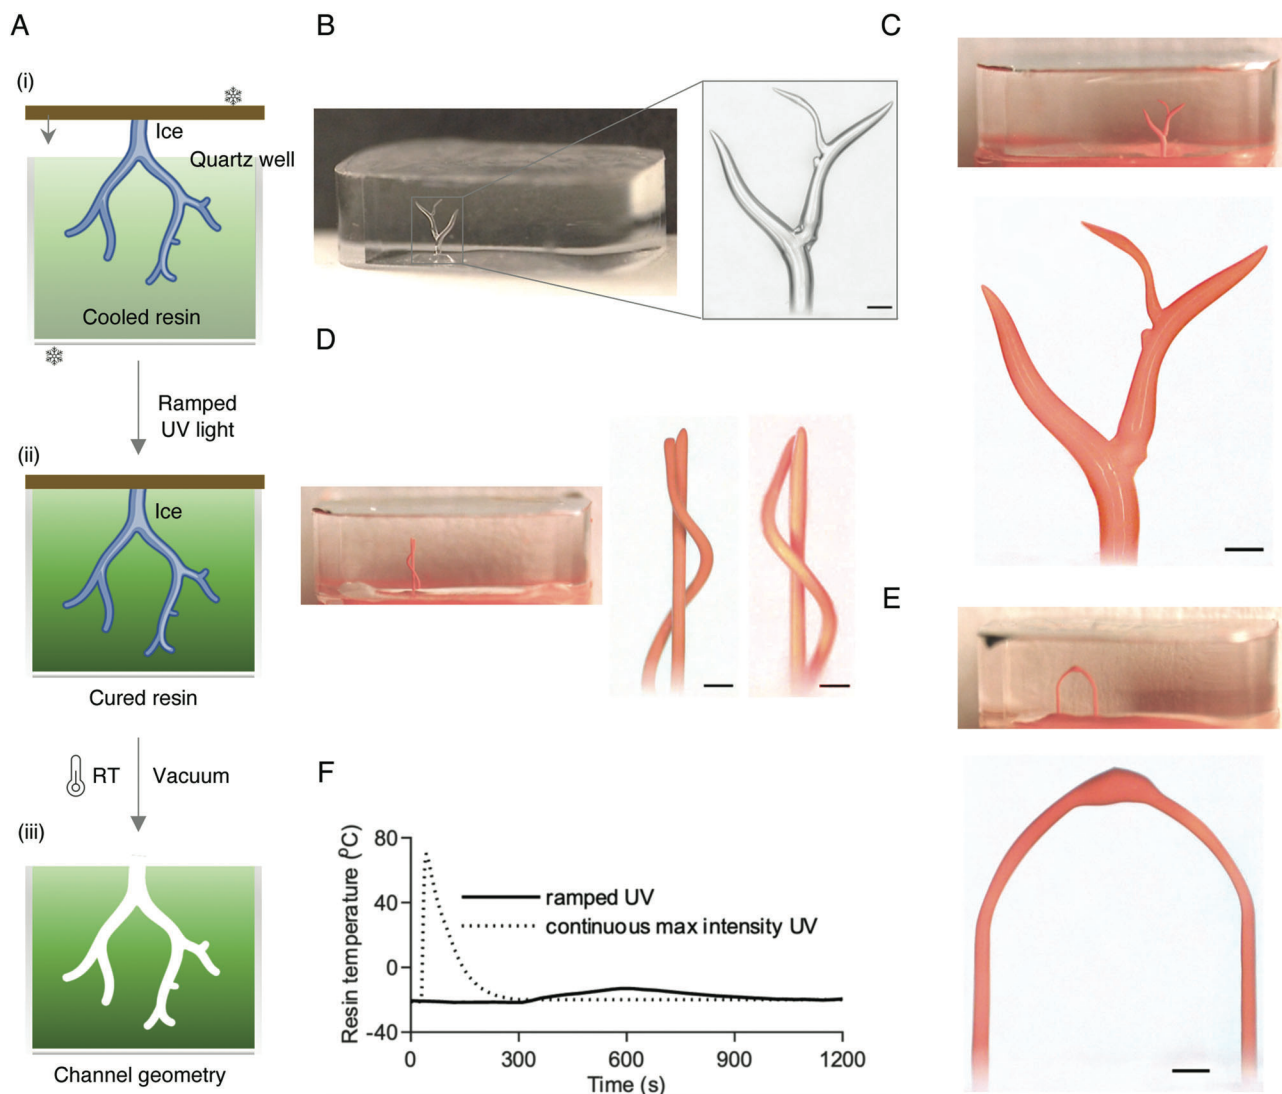 A
(i)
Ice
Quartz well
Cooled resin
Ramped
UV light
(ii)
Ice
Cured resin
RT
Vacuum
(iii)
Channel geometry
B
C
D
E
F
Resin temperature (⁰C)
80
40
0
-40
ramped UV
continuous max intensity UV
0
300
600
900
1200
Time (s)